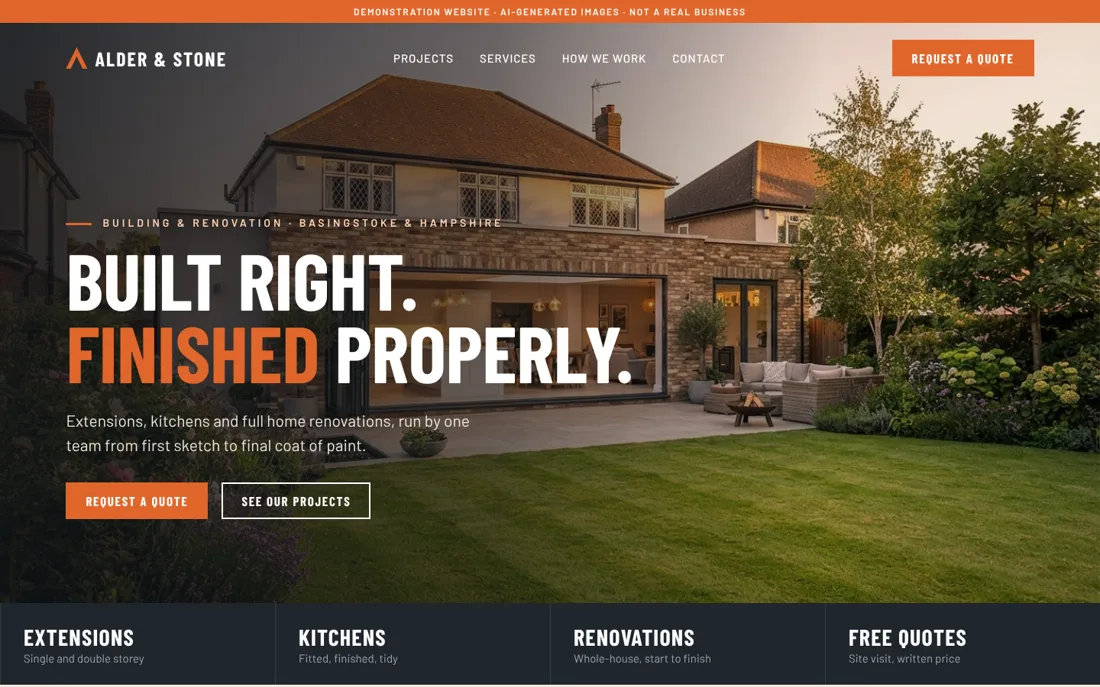 DEMONSTRATION WEBSITE · AI-GENERATED IMAGES · NOT A REAL BUSINESS
ALDER & STONE
PROJECTS
SERVICES
HOW WE WORK
CONTACT
REQUEST A QUOTE
BUILDING & RENOVATION · BASINGSTOKE & HAMPSHIRE
BUILT RIGHT.
FINISHED PROPERLY.
Extensions, kitchens and full home renovations, run by one
team from first sketch to final coat of paint.
REQUEST A QUOTE
SEE OUR PROJECTS
EXTENSIONS
Single and double storey
KITCHENS
Fitted, finished, tidy
RENOVATIONS
Whole-house, start to finish
FREE QUOTES
Site visit, written price